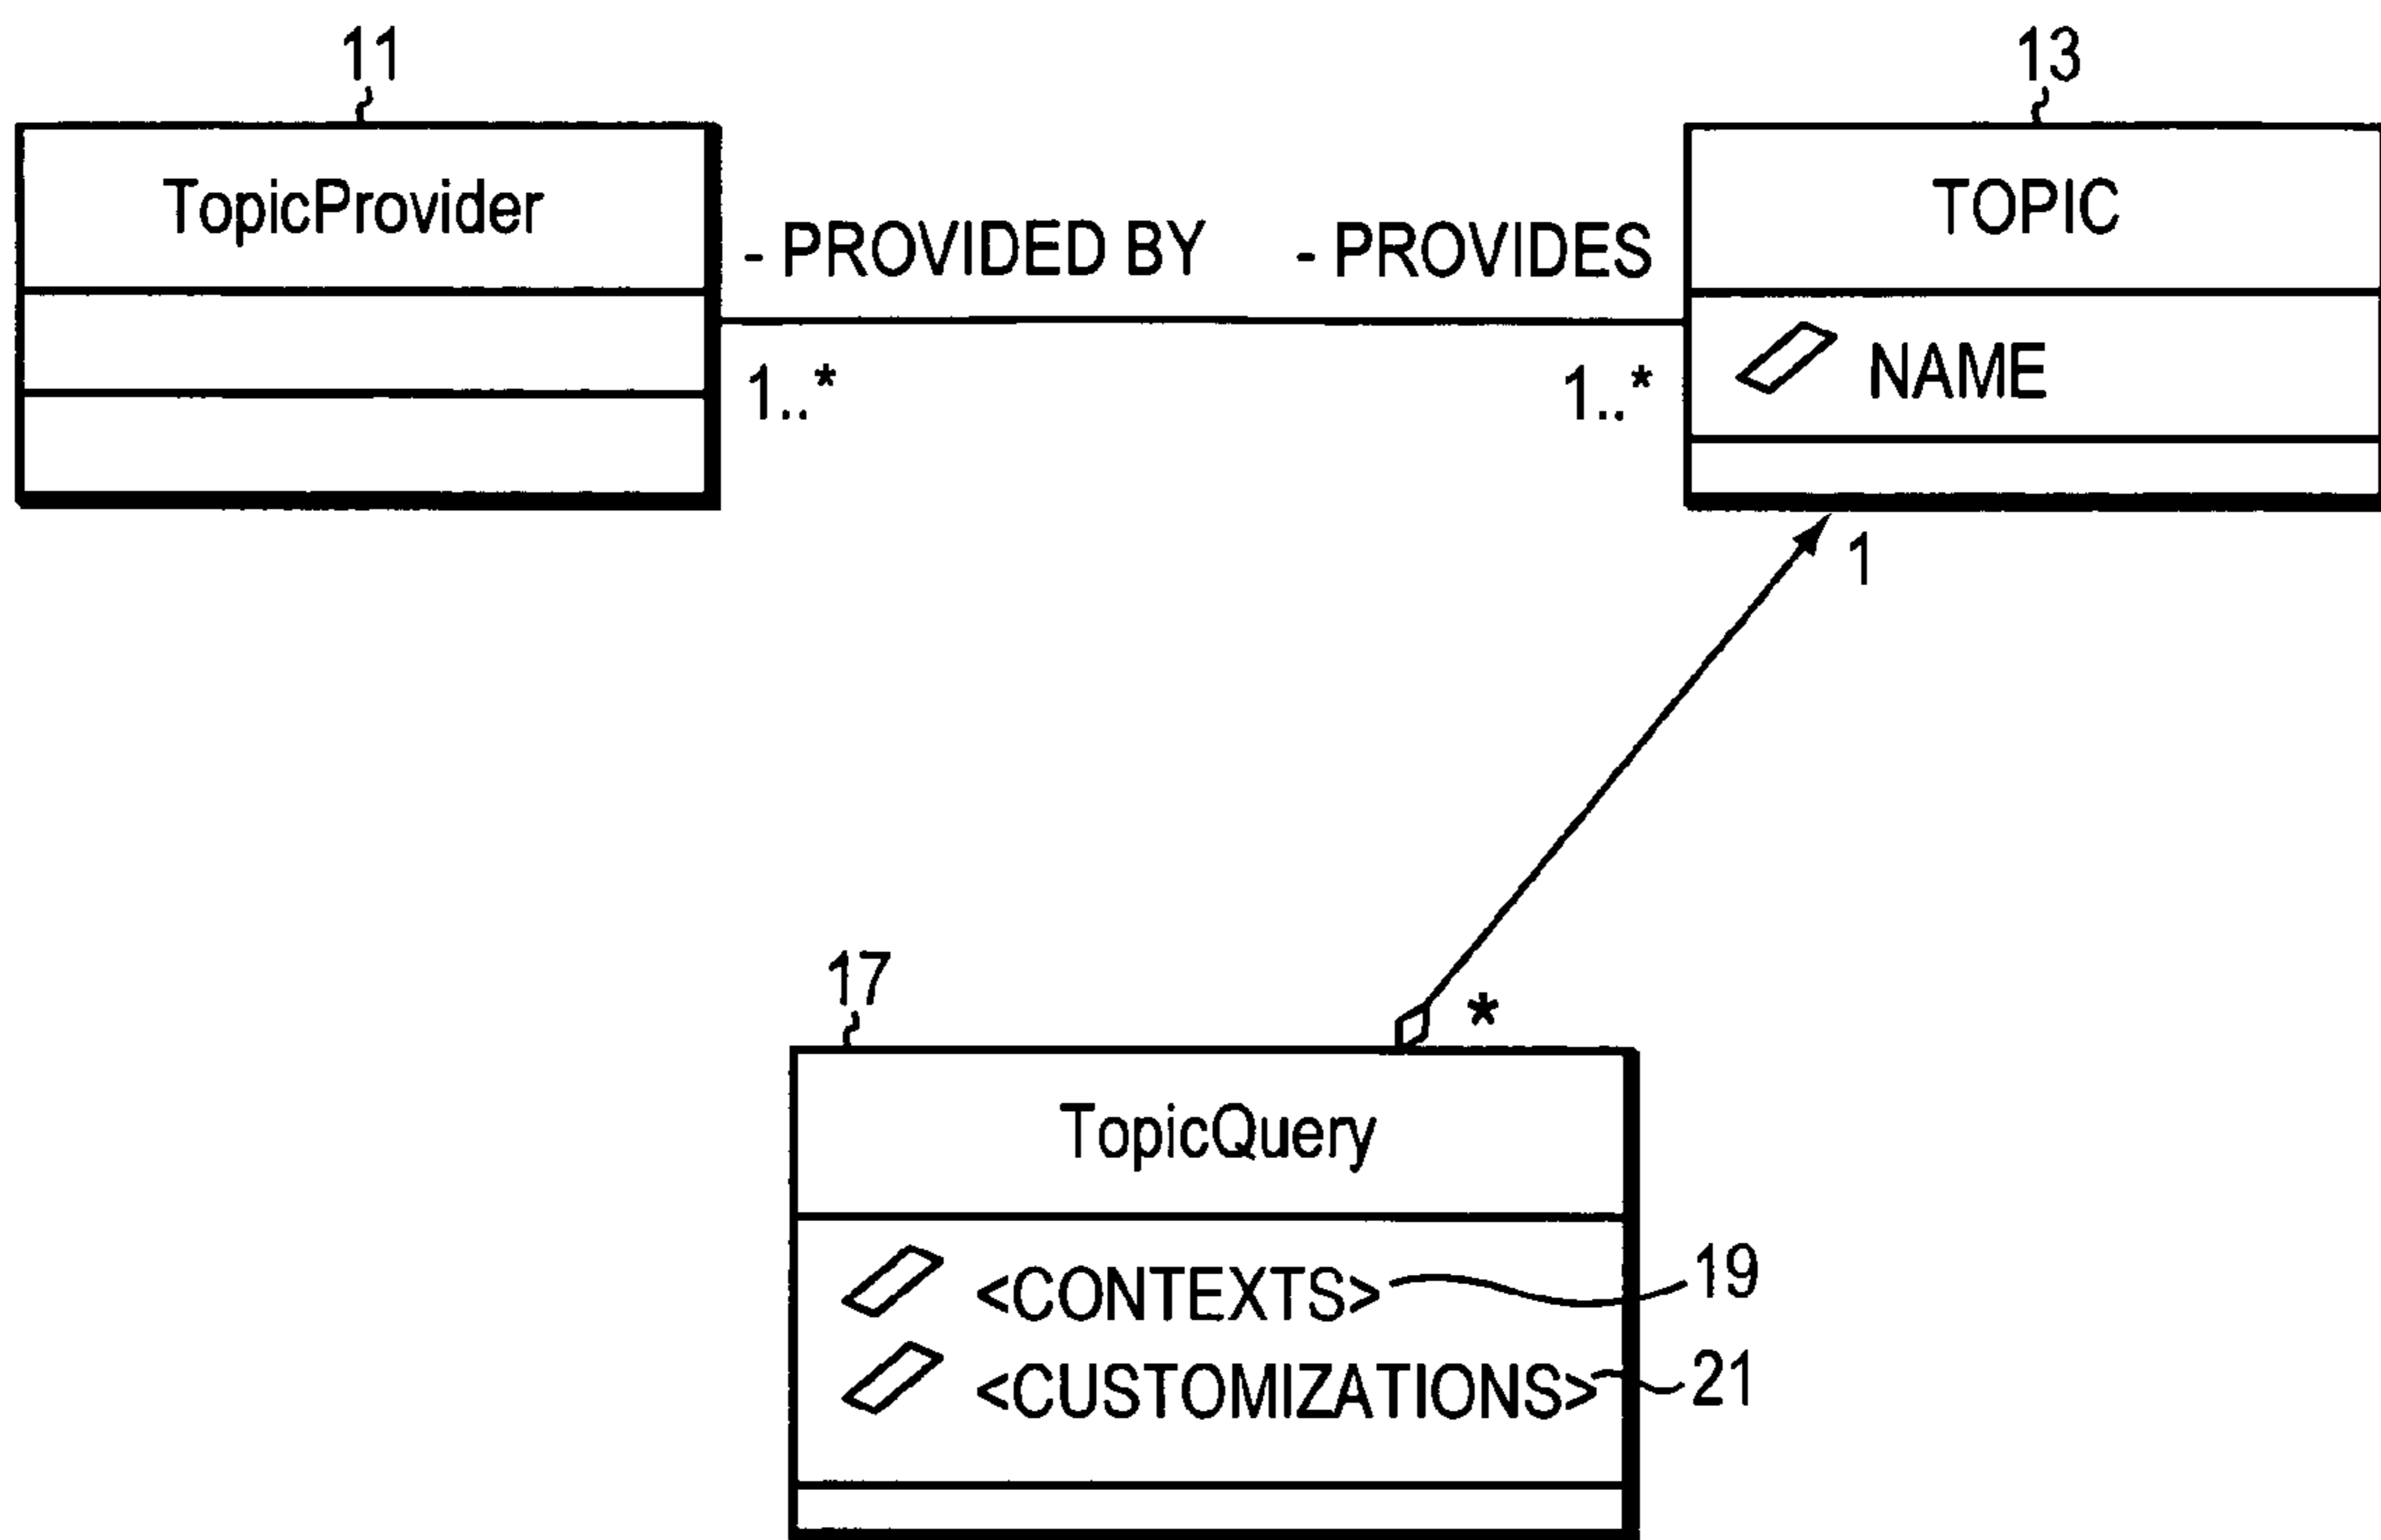 11
13
TopicProvider
TOPIC
- PROVIDED BY - PROVIDES
NAME
1..* 1..*
1
17
*
TopicQuery
<CONTEXTS> 19
<CUSTOMIZATIONS> 21